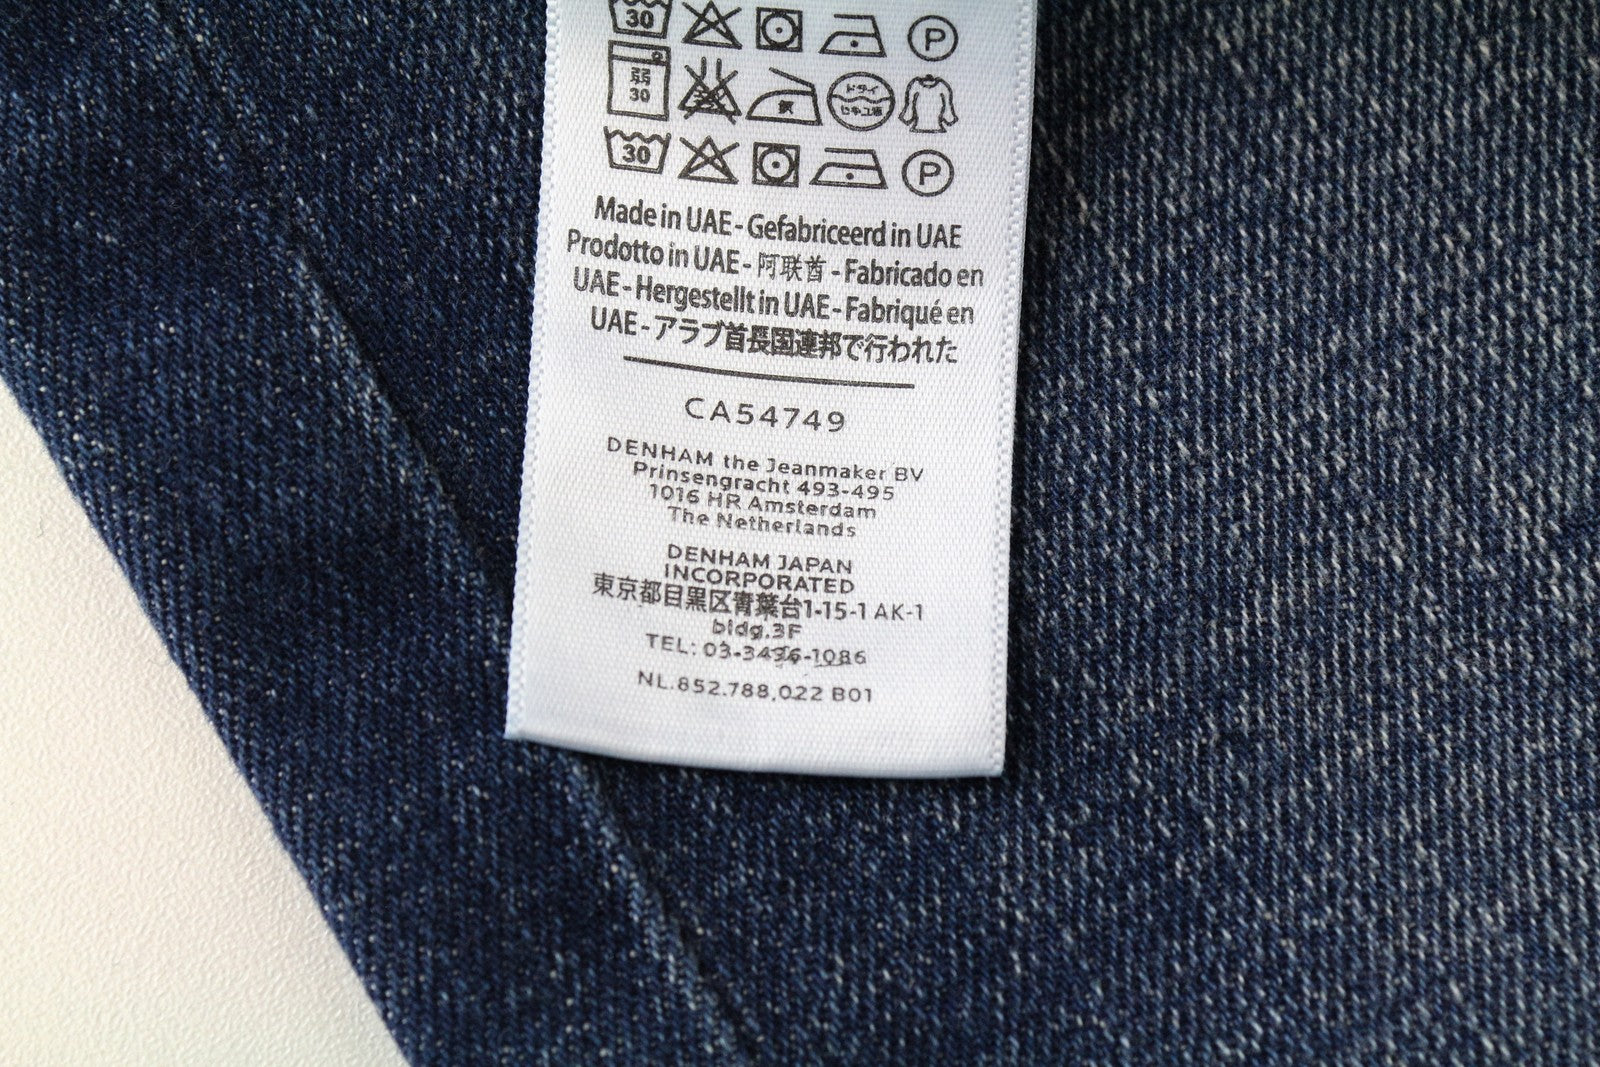 30
P
弱
30
ドライ
セキユ系
30
P
Made in UAE - Gefabriceerd in UAE
Prodotto in UAE - 阿联酋 - Fabricado en
UAE - Hergestellt in UAE - Fabriqué en
UAE - アラブ首長国連邦で行われた
CA54749
DENHAM the Jeanmaker BV
Prinsengracht 493-495
1016 HR Amsterdam
The Netherlands
DENHAM JAPAN
INCORPORATED
東京都目黒区青葉台1-15-1 AK-1
bldg.3F
TEL: 03-3496-1086
NL.852.788,022 B01